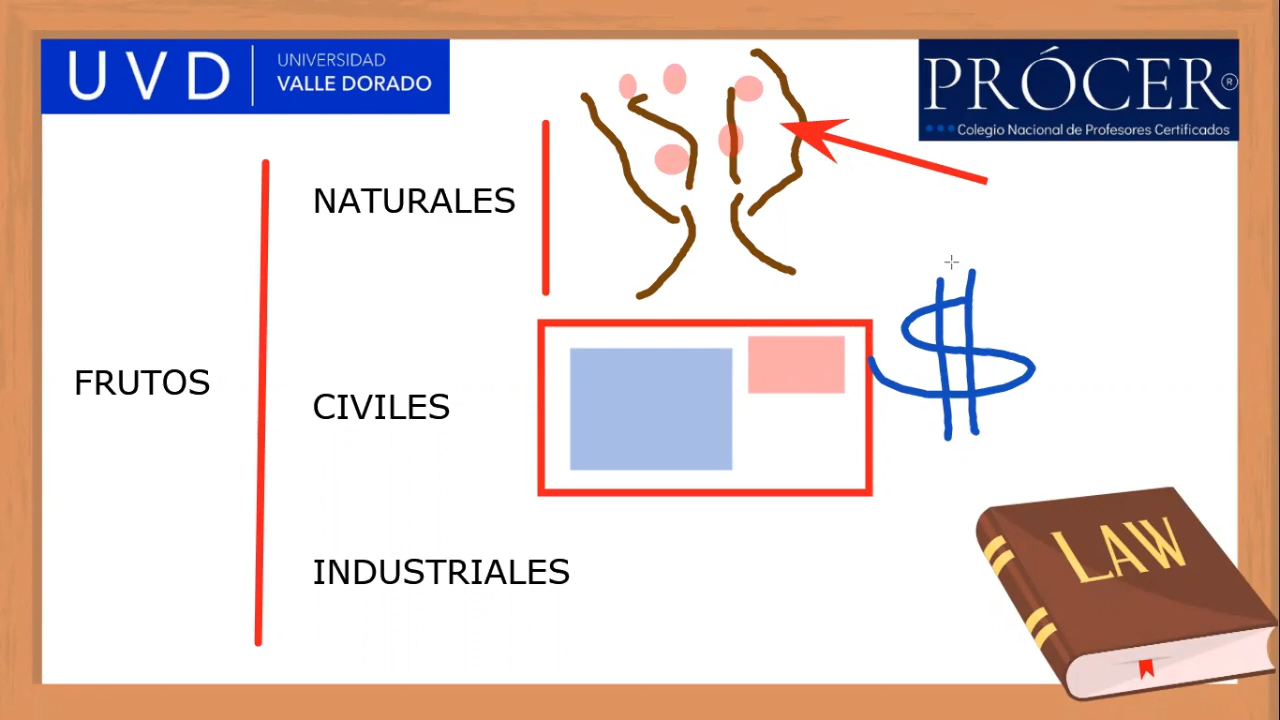 UVD
UNIVERSIDAD
VALLE DORADO
PRÓCER®
Colegio Nacional de Profesores Certificados
NATURALES
FRUTOS
CIVILES
$
INDUSTRIALES
LAW